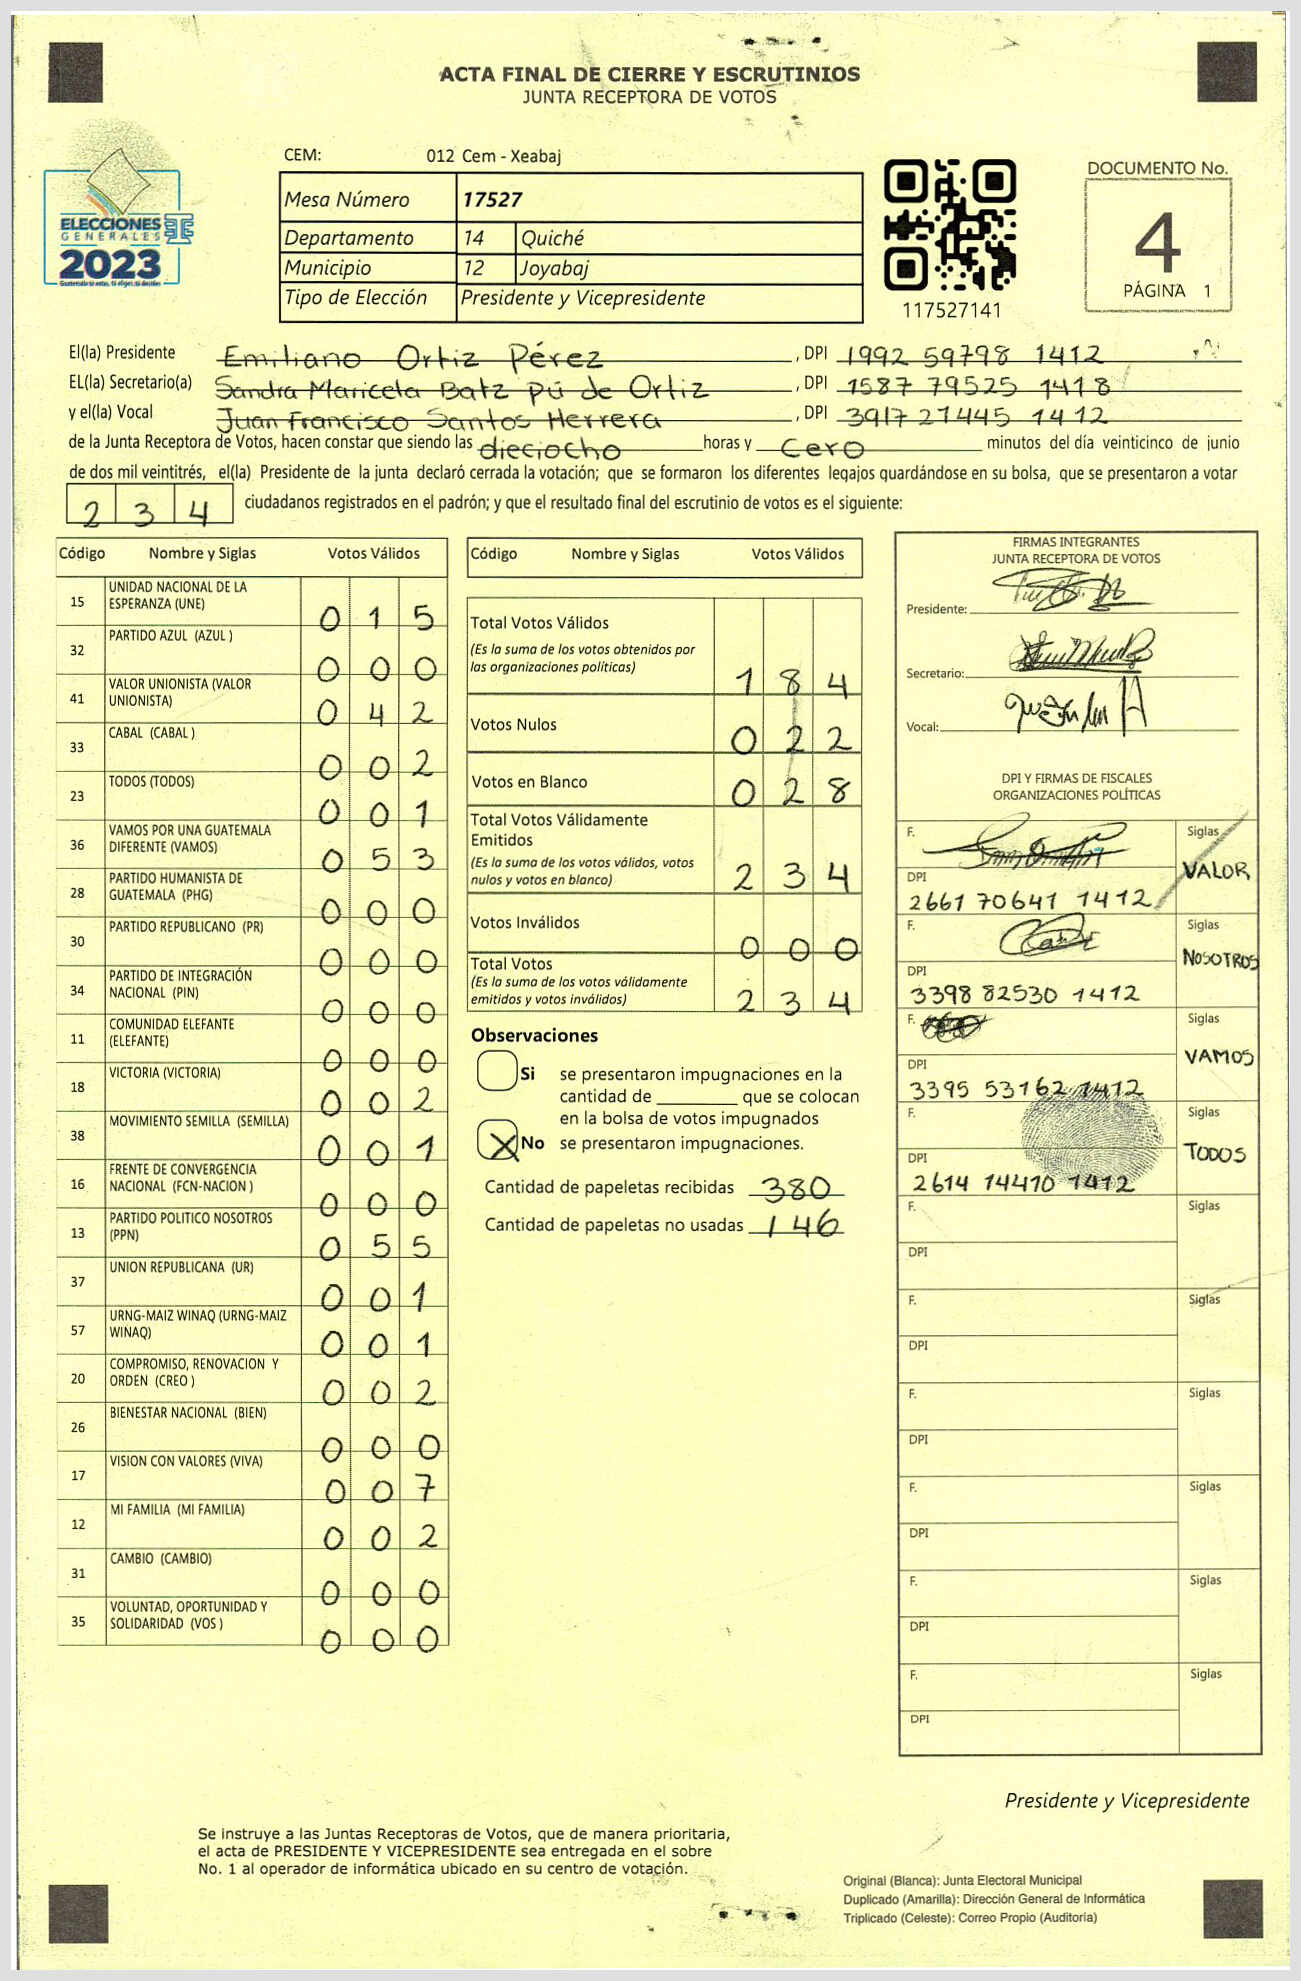 ACTA FINAL DE CIERRE Y ESCRUTINIOS
JUNTA RECEPTORA DE VOTOS
ELECCIONES
GENERALES
2023
Guatemala tú votas, tú eliges, tú decides
CEM: 012 Cem - Xeabaj
Mesa Número 17527
Departamento 14 Quiché
Municipio 12 Joyabaj
Tipo de Elección Presidente y Vicepresidente
117527141
DOCUMENTO No.
4
PÁGINA 1
El(la) Presidente Emiliano Ortiz Pérez , DPI 1992 59798 1412
EL(la) Secretario(a) Sandra Maricela Batz Pú de Ortiz , DPI 1587 79525 1418
y el(la) Vocal Juan Francisco Santos Herrera , DPI 3917 21445 1412
de la Junta Receptora de Votos, hacen constar que siendo las dieciocho horas y Cero minutos del día veinticinco de junio
de dos mil veintitrés, el(la) Presidente de la junta declaró cerrada la votación; que se formaron los diferentes legajos quardándose en su bolsa, que se presentaron a votar
2 3 4 ciudadanos registrados en el padrón; y que el resultado final del escrutinio de votos es el siguiente:
Código Nombre y Siglas Votos Válidos
15 UNIDAD NACIONAL DE LA ESPERANZA (UNE) 0 1 5
32 PARTIDO AZUL (AZUL ) 0 0 0
41 VALOR UNIONISTA (VALOR UNIONISTA) 0 4 2
33 CABAL (CABAL ) 0 0 2
23 TODOS (TODOS) 0 0 1
36 VAMOS POR UNA GUATEMALA DIFERENTE (VAMOS) 0 5 3
28 PARTIDO HUMANISTA DE GUATEMALA (PHG) 0 0 0
30 PARTIDO REPUBLICANO (PR) 0 0 0
34 PARTIDO DE INTEGRACIÓN NACIONAL (PIN) 0 0 0
11 COMUNIDAD ELEFANTE (ELEFANTE) 0 0 0
18 VICTORIA (VICTORIA) 0 0 2
38 MOVIMIENTO SEMILLA (SEMILLA) 0 0 1
16 FRENTE DE CONVERGENCIA NACIONAL (FCN-NACION ) 0 0 0
13 PARTIDO POLITICO NOSOTROS (PPN) 0 5 5
37 UNION REPUBLICANA (UR) 0 0 1
57 URNG-MAIZ WINAQ (URNG-MAIZ WINAQ) 0 0 1
20 COMPROMISO, RENOVACION Y ORDEN (CREO ) 0 0 2
26 BIENESTAR NACIONAL (BIEN) 0 0 0
17 VISION CON VALORES (VIVA) 0 0 7
12 MI FAMILIA (MI FAMILIA) 0 0 2
31 CAMBIO (CAMBIO) 0 0 0
35 VOLUNTAD, OPORTUNIDAD Y SOLIDARIDAD (VOS ) 0 0 0
Código Nombre y Siglas Votos Válidos
Total Votos Válidos 1 8 4
(Es la suma de los votos obtenidos por
las organizaciones políticas)
Votos Nulos 0 2 2
Votos en Blanco 0 2 8
Total Votos Válidamente
Emitidos 2 3 4
(Es la suma de los votos válidos, votos
nulos y votos en blanco)
Votos Inválidos 0 0 0
Total Votos 2 3 4
(Es la suma de los votos válidamente
emitidos y votos inválidos)
Observaciones
Si se presentaron impugnaciones en la
cantidad de ________ que se colocan
en la bolsa de votos impugnados
X No se presentaron impugnaciones.
Cantidad de papeletas recibidas 380
Cantidad de papeletas no usadas 146
FIRMAS INTEGRANTES
JUNTA RECEPTORA DE VOTOS
Presidente:
Secretario:
Vocal:
DPI Y FIRMAS DE FISCALES
ORGANIZACIONES POLÍTICAS
F. Siglas
VALOR
DPI
2661 70641 1412
F. Siglas
NOSOTROS
DPI
3398 82530 1412
F. Siglas
VAMOS
DPI
3395 53162 1412
F. Siglas
TODOS
DPI
2614 14410 1412
F. Siglas
DPI
F. Siglas
DPI
F. Siglas
DPI
F. Siglas
DPI
F. Siglas
DPI
F. Siglas
DPI
Presidente y Vicepresidente
Se instruye a las Juntas Receptoras de Votos, que de manera prioritaria,
el acta de PRESIDENTE Y VICEPRESIDENTE sea entregada en el sobre
No. 1 al operador de informática ubicado en su centro de votación.
Original (Blanca): Junta Electoral Municipal
Duplicado (Amarilla): Dirección General de Informática
Triplicado (Celeste): Correo Propio (Auditoría)